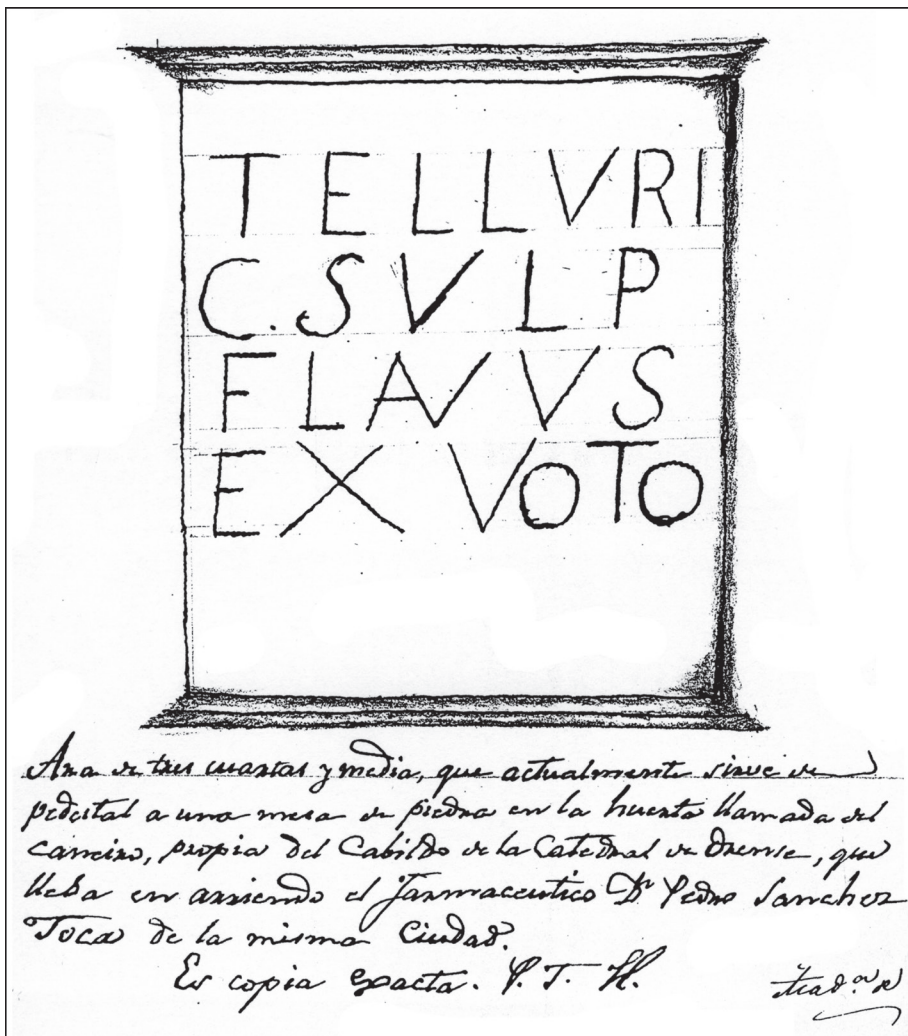 TELLVRI
C. SVLP
FLAVVS
EX VOTO
Ara de tres cuartas y media, que actualmente sirve de
pedestal a una mesa de piedra en la huerta llamada del
carreiro, propia del Cabildo de la Catedral de Orense, que
lleba en arriendo el Farmaceutico Dn Pedro Sanchez
Toca de la misma Ciudad.
Es copia exacta. P. T. H.